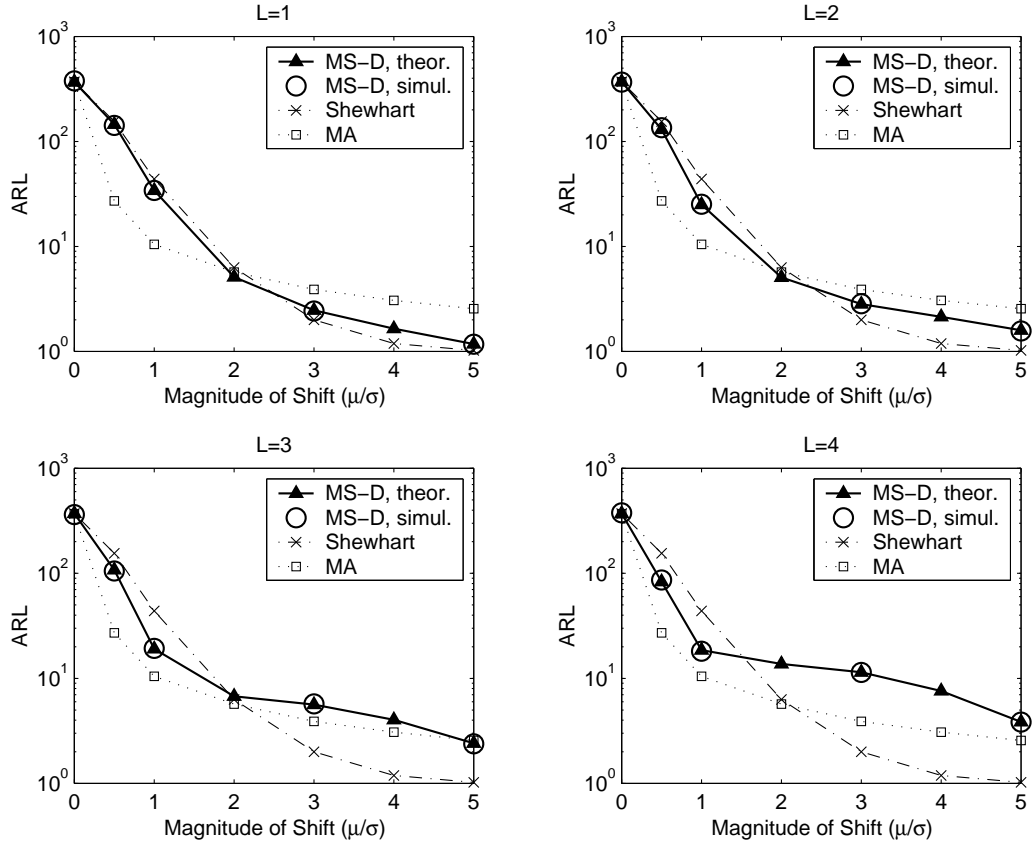 L=1
10^3
10^2
10^1
10^0
ARL
MS−D, theor.
MS−D, simul.
Shewhart
MA
0 1 2 3 4 5
Magnitude of Shift (μ/σ)
L=2
10^3
10^2
10^1
10^0
ARL
MS−D, theor.
MS−D, simul.
Shewhart
MA
0 1 2 3 4 5
Magnitude of Shift (μ/σ)
L=3
10^3
10^2
10^1
10^0
ARL
MS−D, theor.
MS−D, simul.
Shewhart
MA
0 1 2 3 4 5
Magnitude of Shift (μ/σ)
L=4
10^3
10^2
10^1
10^0
ARL
MS−D, theor.
MS−D, simul.
Shewhart
MA
0 1 2 3 4 5
Magnitude of Shift (μ/σ)